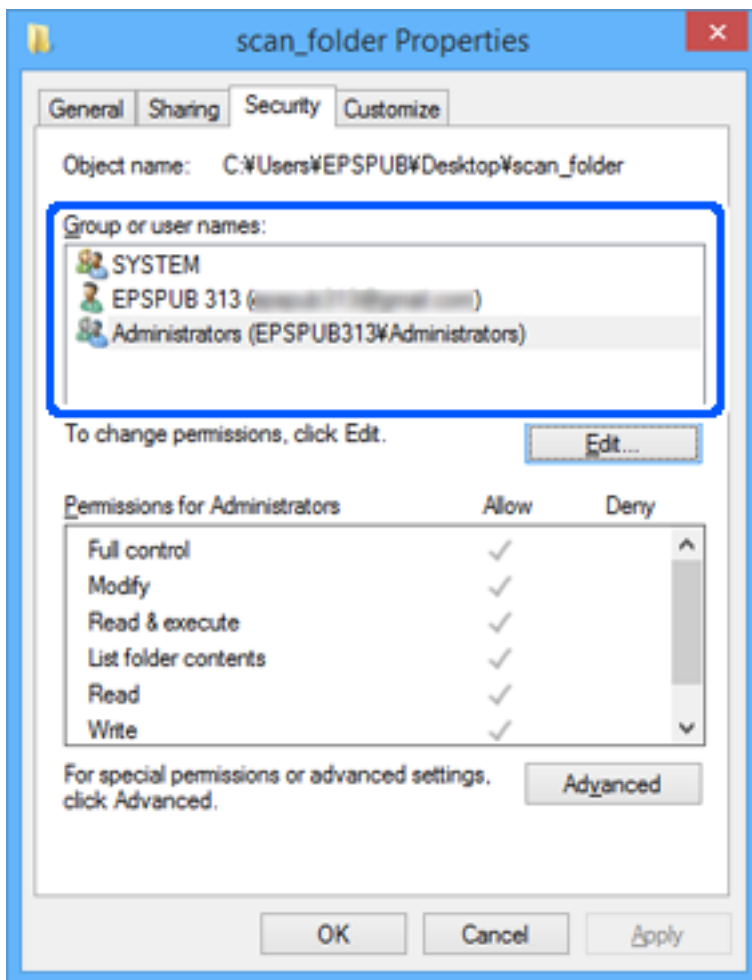 scan_folder Properties
General Sharing Security Customize
Object name: C:¥Users¥EPSPUB¥Desktop¥scan_folder
Group or user names:
SYSTEM
EPSPUB 313 ( )
Administrators (EPSPUB313¥Administrators)
To change permissions, click Edit.
Edit...
Permissions for Administrators Allow Deny
Full control
Modify
Read & execute
List folder contents
Read
Write
For special permissions or advanced settings,
click Advanced.
Advanced
OK Cancel Apply